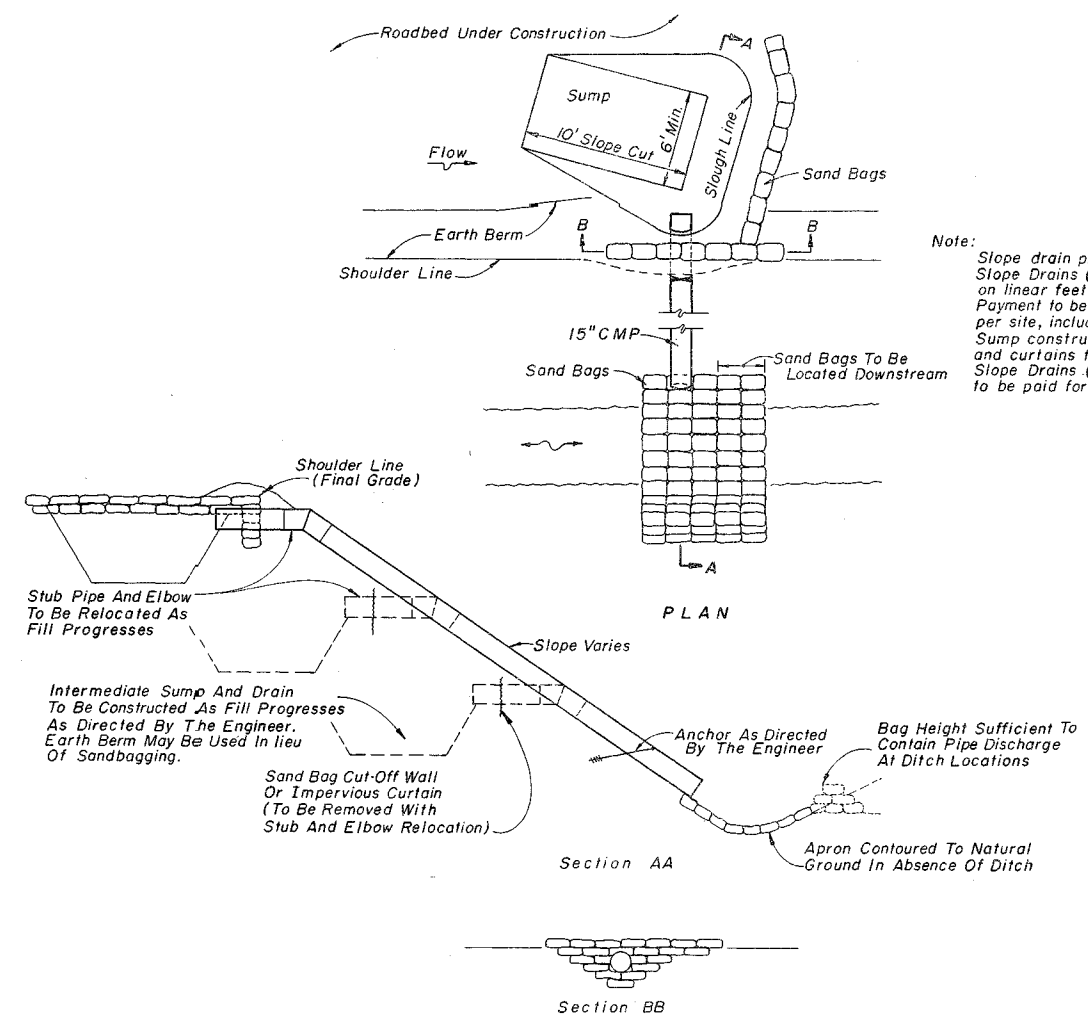 Roadbed Under Construction
A
Sump
10' Slope Cut
6' Min.
Slough Line
Flow
Sand Bags
B
B
Earth Berm
Shoulder Line
Note:
Slope drain p
Slope Drains (
on linear feet
Payment to be
per site, includ
Sump constru
and curtains t
Slope Drains (
to be paid for
15" CMP
Sand Bags
Sand Bags To Be
Located Downstream
A
PLAN
Shoulder Line
(Final Grade)
Stub Pipe And Elbow
To Be Relocated As
Fill Progresses
Slope Varies
Intermediate Sump And Drain
To Be Constructed As Fill Progresses
As Directed By The Engineer.
Earth Berm May Be Used In lieu
Of Sandbagging.
Anchor As Directed
By The Engineer
Bag Height Sufficient To
Contain Pipe Discharge
At Ditch Locations
Sand Bag Cut-Off Wall
Or Impervious Curtain
(To Be Removed With
Stub And Elbow Relocation)
Apron Contoured To Natural
Ground In Absence Of Ditch
Section AA
Section BB